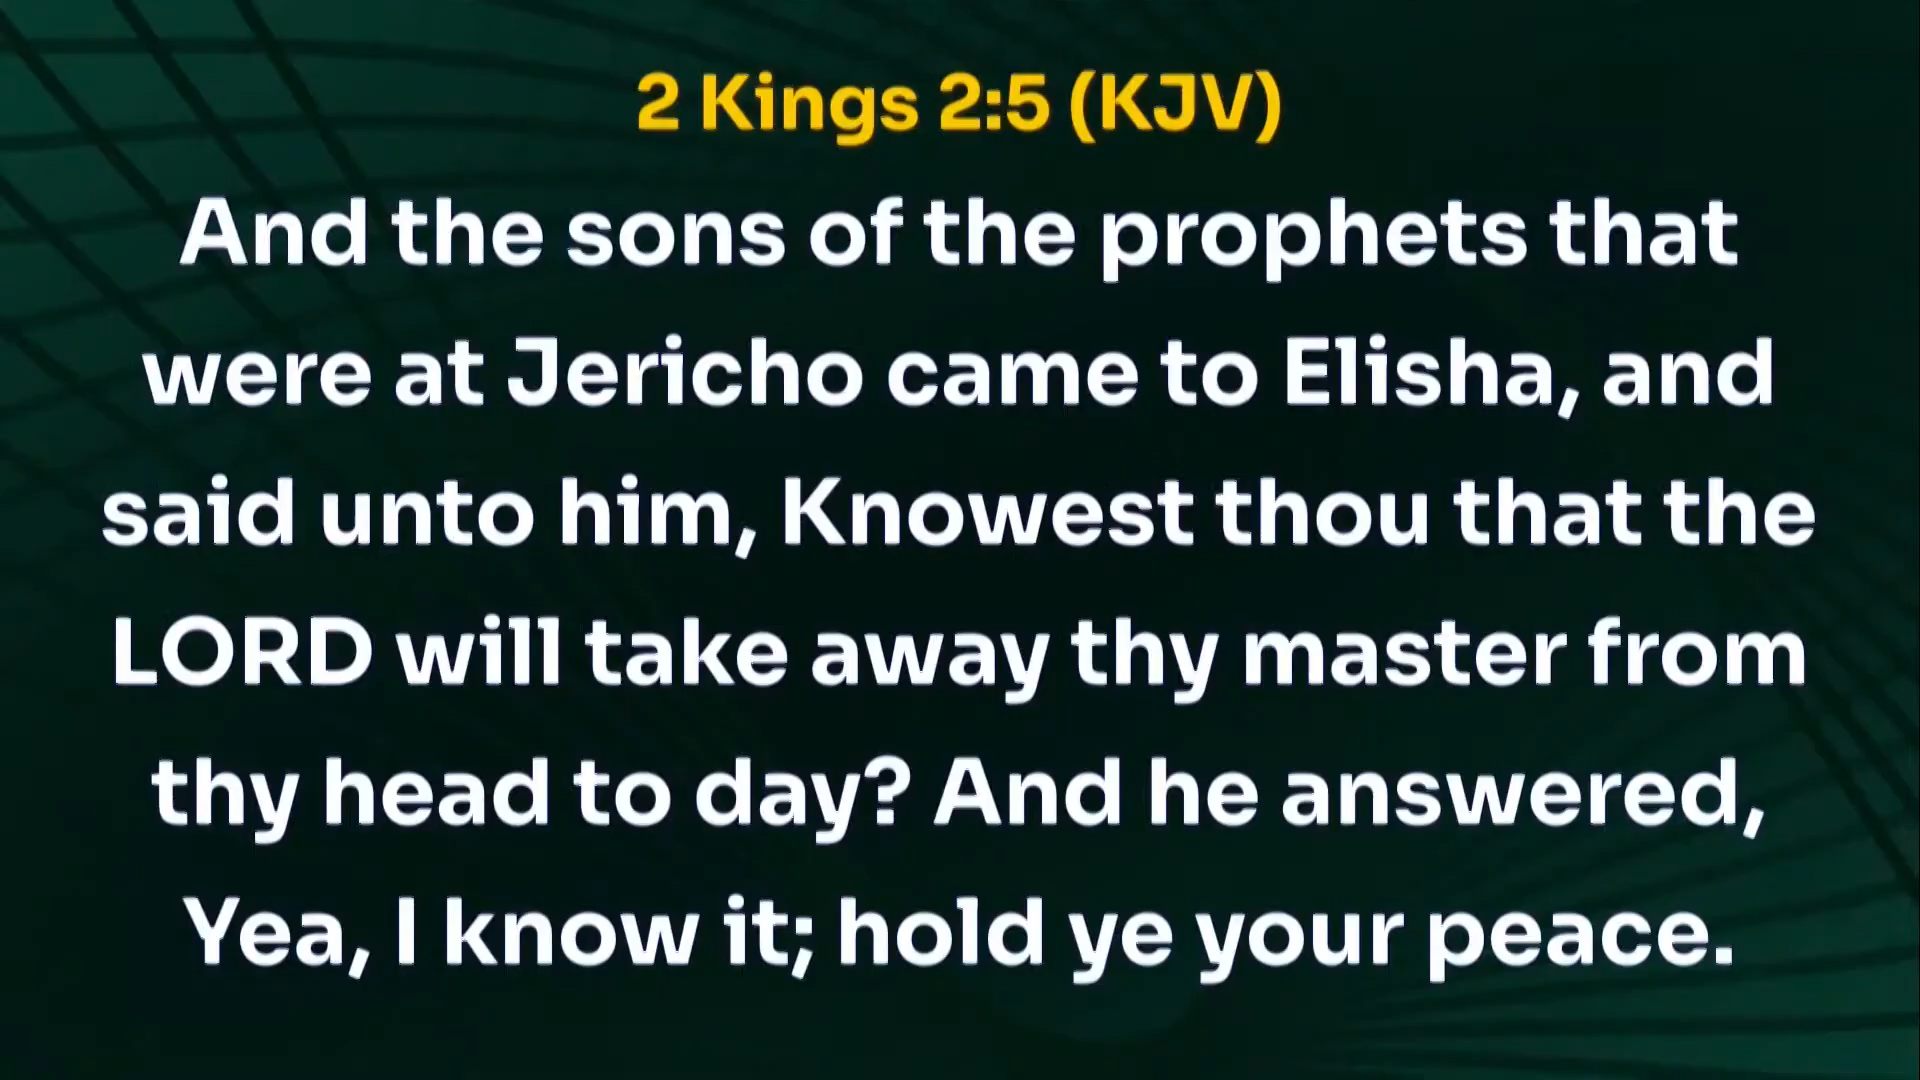 2 Kings 2:5 (KJV)
And the sons of the prophets that
were at Jericho came to Elisha, and
said unto him, Knowest thou that the
LORD will take away thy master from
thy head to day? And he answered,
Yea, I know it; hold ye your peace.